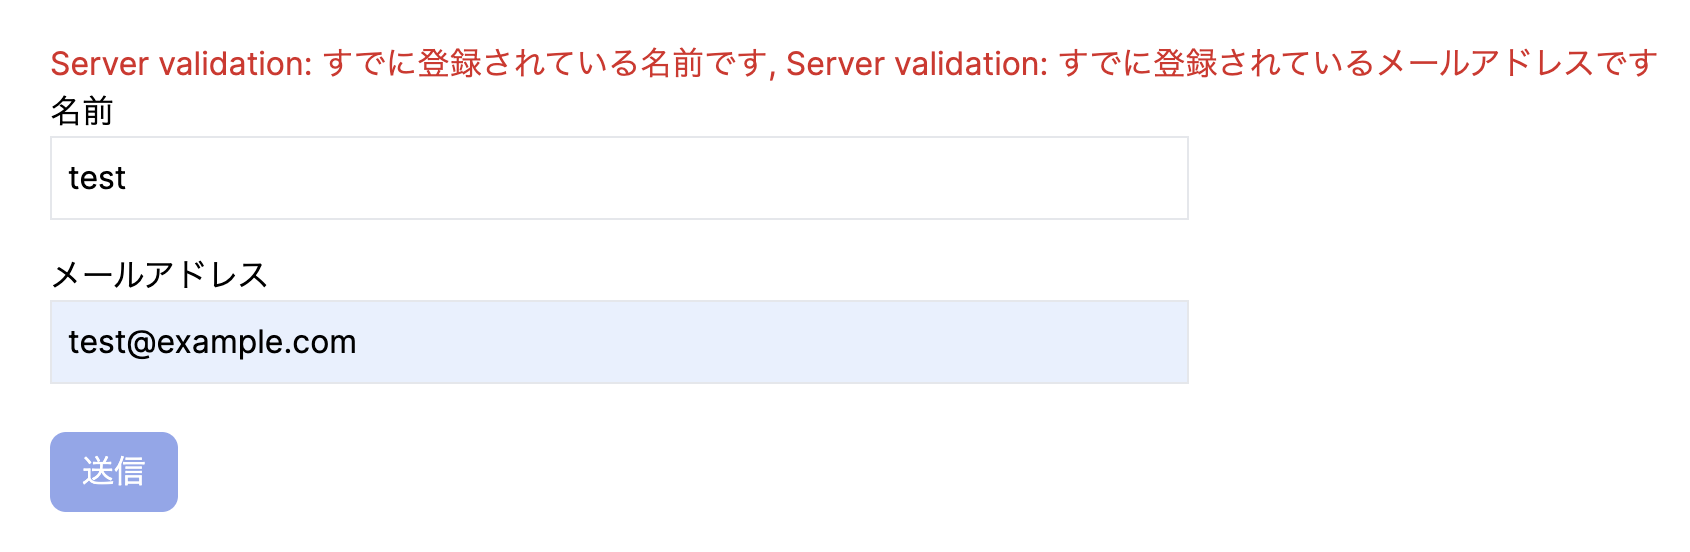 Server validation: すでに登録されている名前です, Server validation: すでに登録されているメールアドレスです
名前
test
メールアドレス
test@example.com
送信